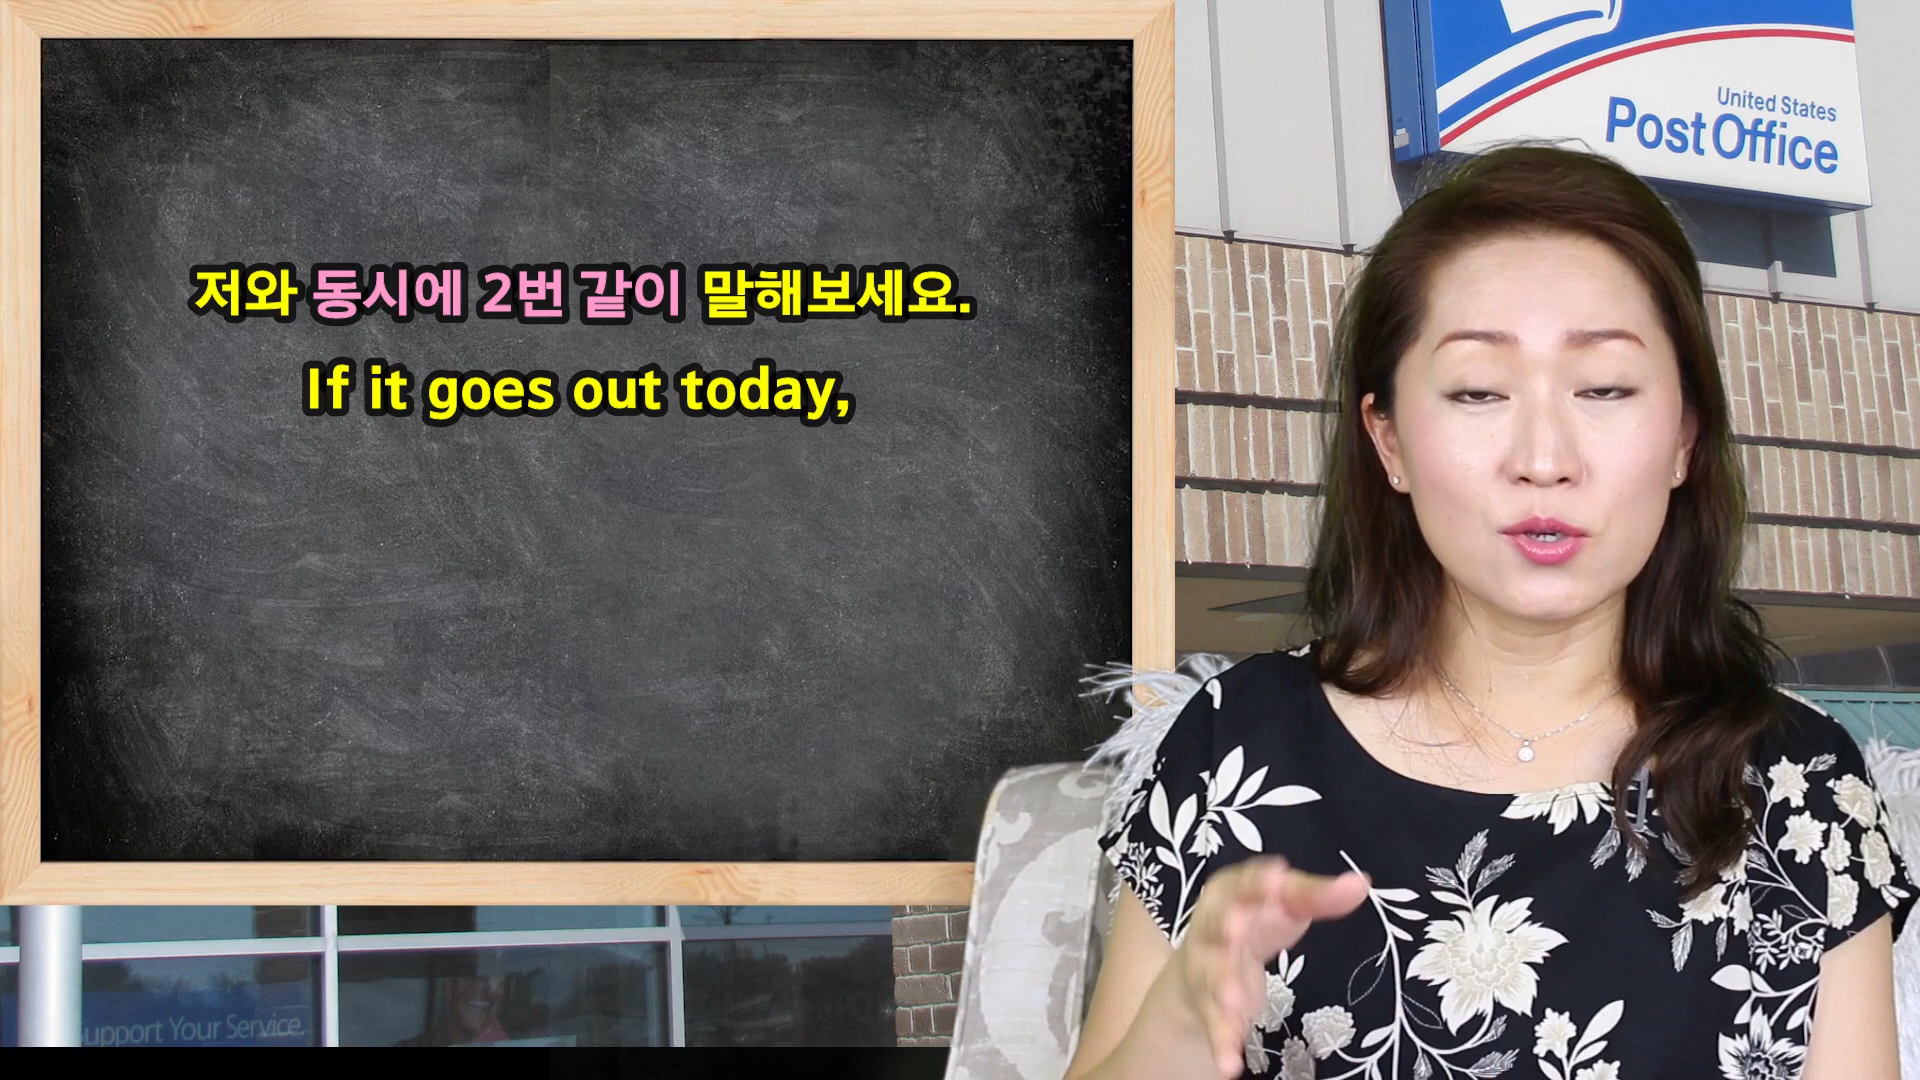 United States
Post Office
저와 동시에 2번 같이 말해보세요.
If it goes out today,
upport Your Service.